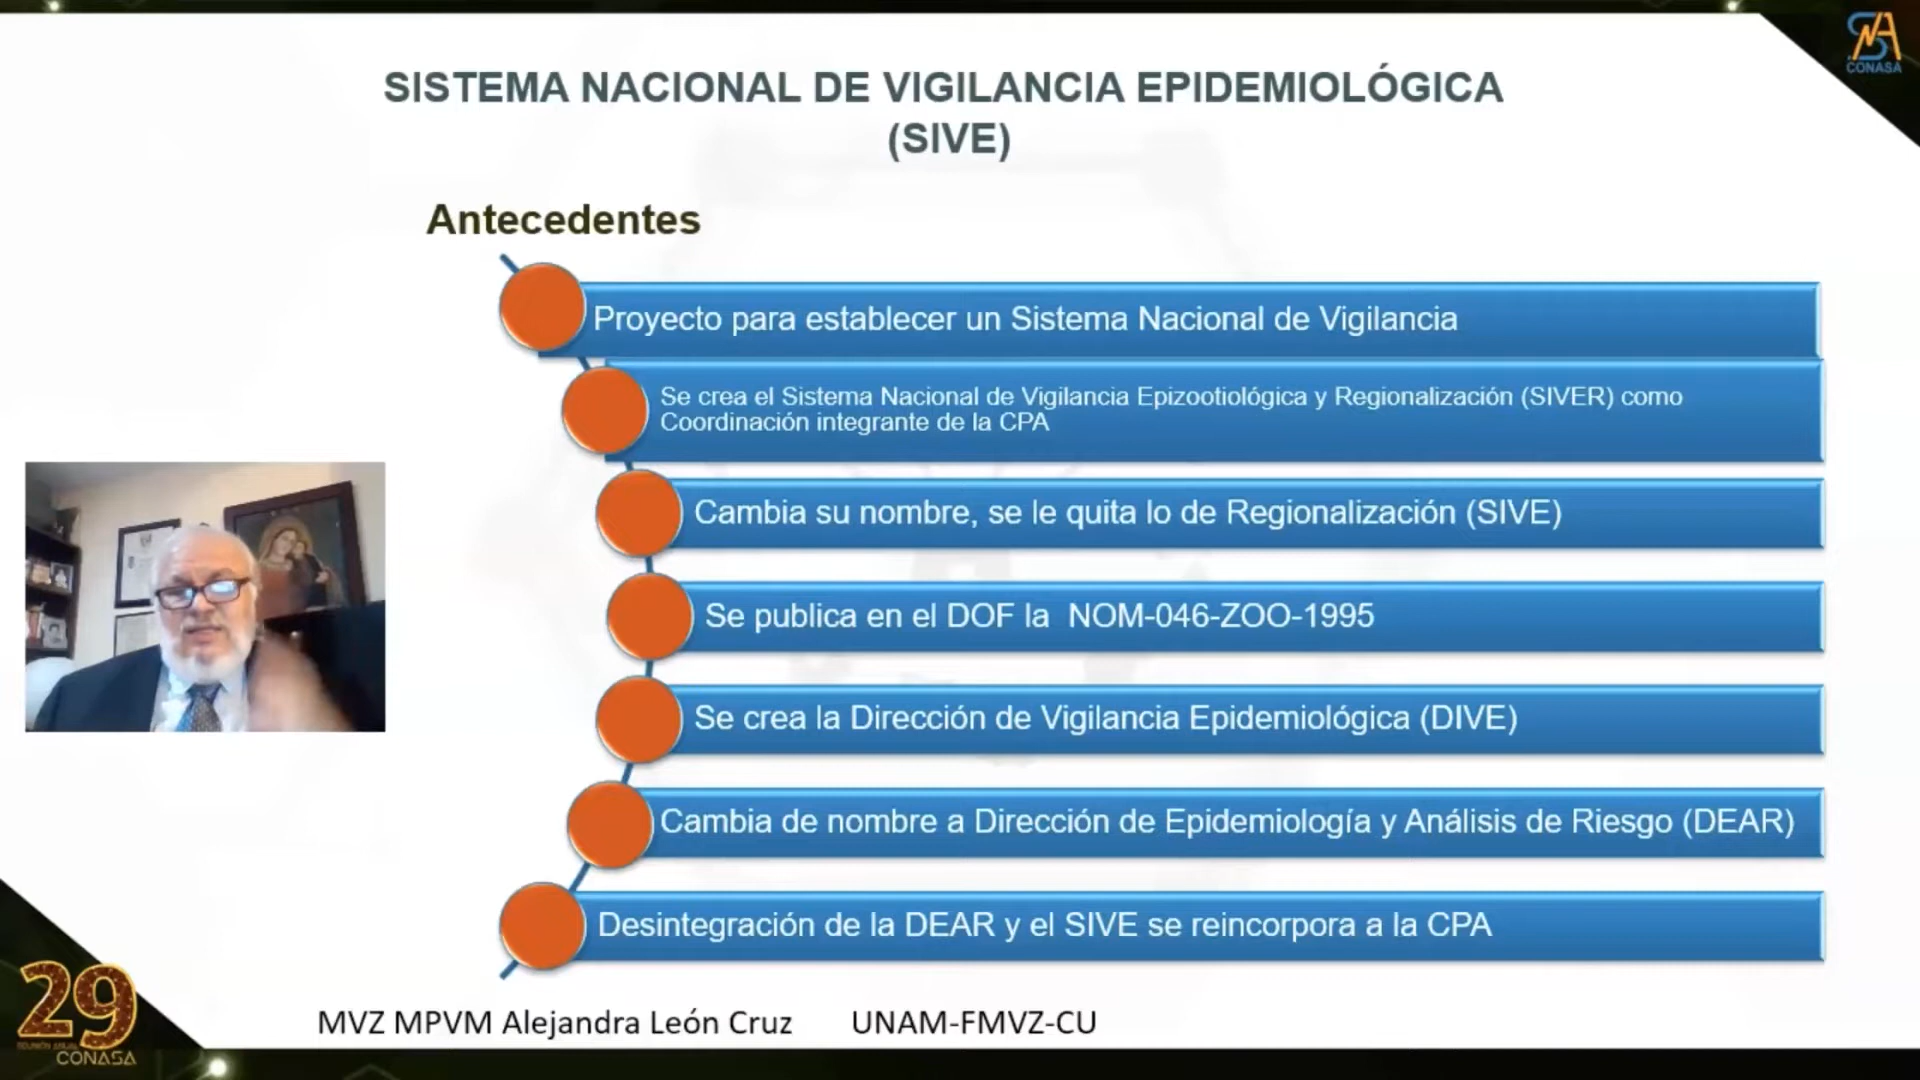 SNA
CONASA
SISTEMA NACIONAL DE VIGILANCIA EPIDEMIOLÓGICA
(SIVE)
Antecedentes
Proyecto para establecer un Sistema Nacional de Vigilancia
Se crea el Sistema Nacional de Vigilancia Epizootiológica y Regionalización (SIVER) como
Coordinación integrante de la CPA
Cambia su nombre, se le quita lo de Regionalización (SIVE)
Se publica en el DOF la NOM-046-ZOO-1995
Se crea la Dirección de Vigilancia Epidemiológica (DIVE)
Cambia de nombre a Dirección de Epidemiología y Análisis de Riesgo (DEAR)
Desintegración de la DEAR y el SIVE se reincorpora a la CPA
29
REUNIÓN ANUAL
CONASA
MVZ MPVM Alejandra León Cruz UNAM-FMVZ-CU